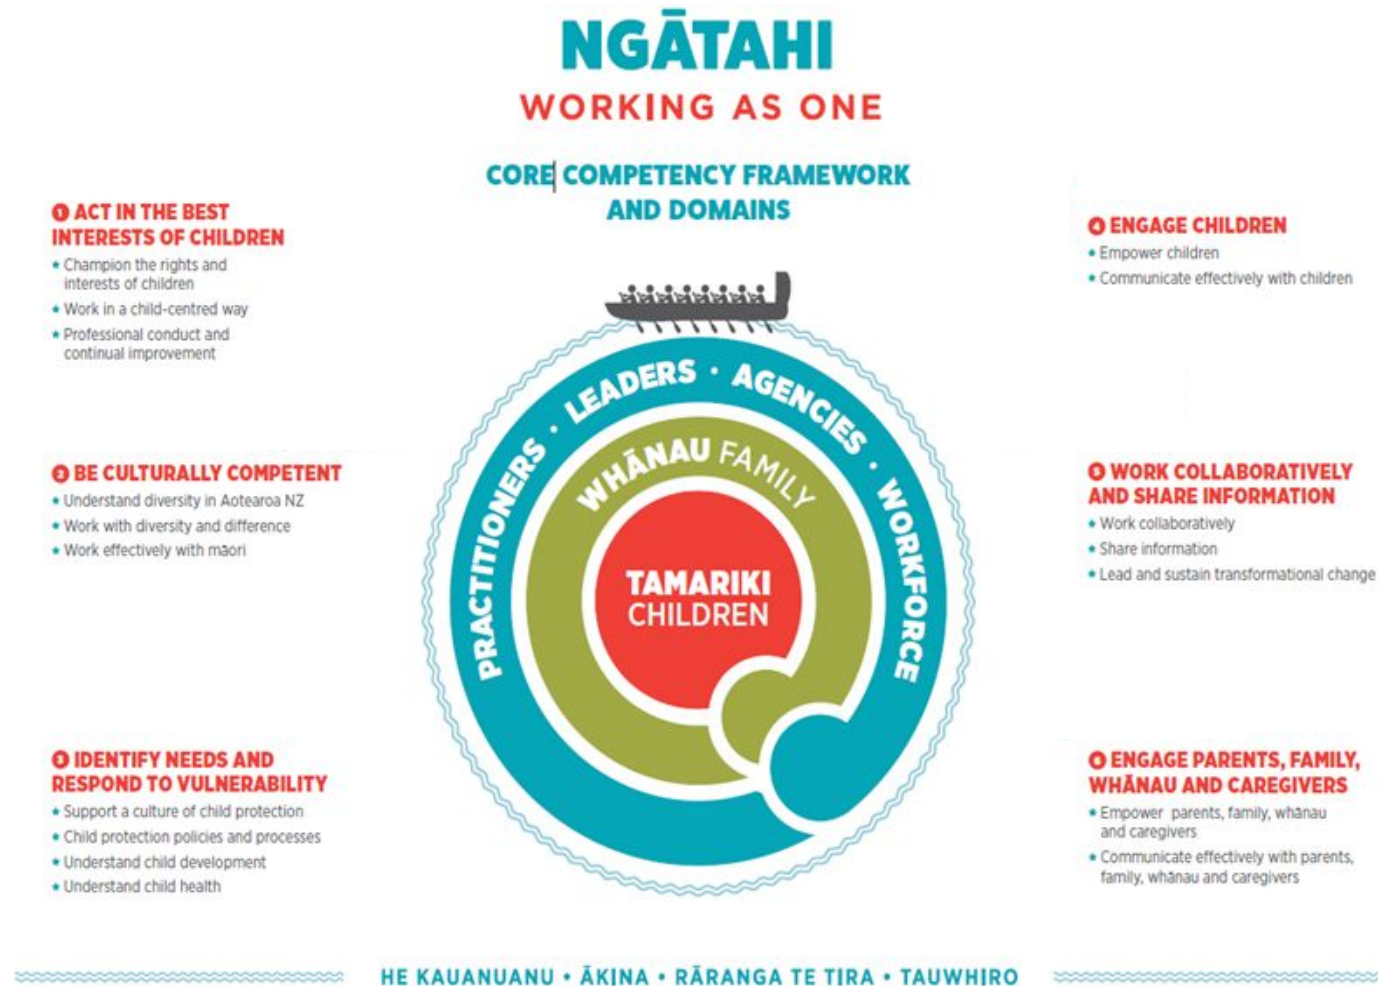 NGĀTAHI
WORKING AS ONE
CORE COMPETENCY FRAMEWORK
AND DOMAINS
1 ACT IN THE BEST
INTERESTS OF CHILDREN
Champion the rights and
interests of children
Work in a child-centred way
Professional conduct and
continual improvement
2 BE CULTURALLY COMPETENT
Understand diversity in Aotearoa NZ
Work with diversity and difference
Work effectively with māori
3 IDENTIFY NEEDS AND
RESPOND TO VULNERABILITY
Support a culture of child protection
Child protection policies and processes
Understand child development
Understand child health
PRACTITIONERS · LEADERS · AGENCIES · WORKFORCE
WHĀNAU FAMILY
TAMARIKI
CHILDREN
4 ENGAGE CHILDREN
Empower children
Communicate effectively with children
5 WORK COLLABORATIVELY
AND SHARE INFORMATION
Work collaboratively
Share information
Lead and sustain transformational change
6 ENGAGE PARENTS, FAMILY,
WHĀNAU AND CAREGIVERS
Empower parents, family, whānau
and caregivers
Communicate effectively with parents,
family, whānau and caregivers
HE KAUANUANU • ĀKINA • RĀRANGA TE TIRA • TAUWHIRO